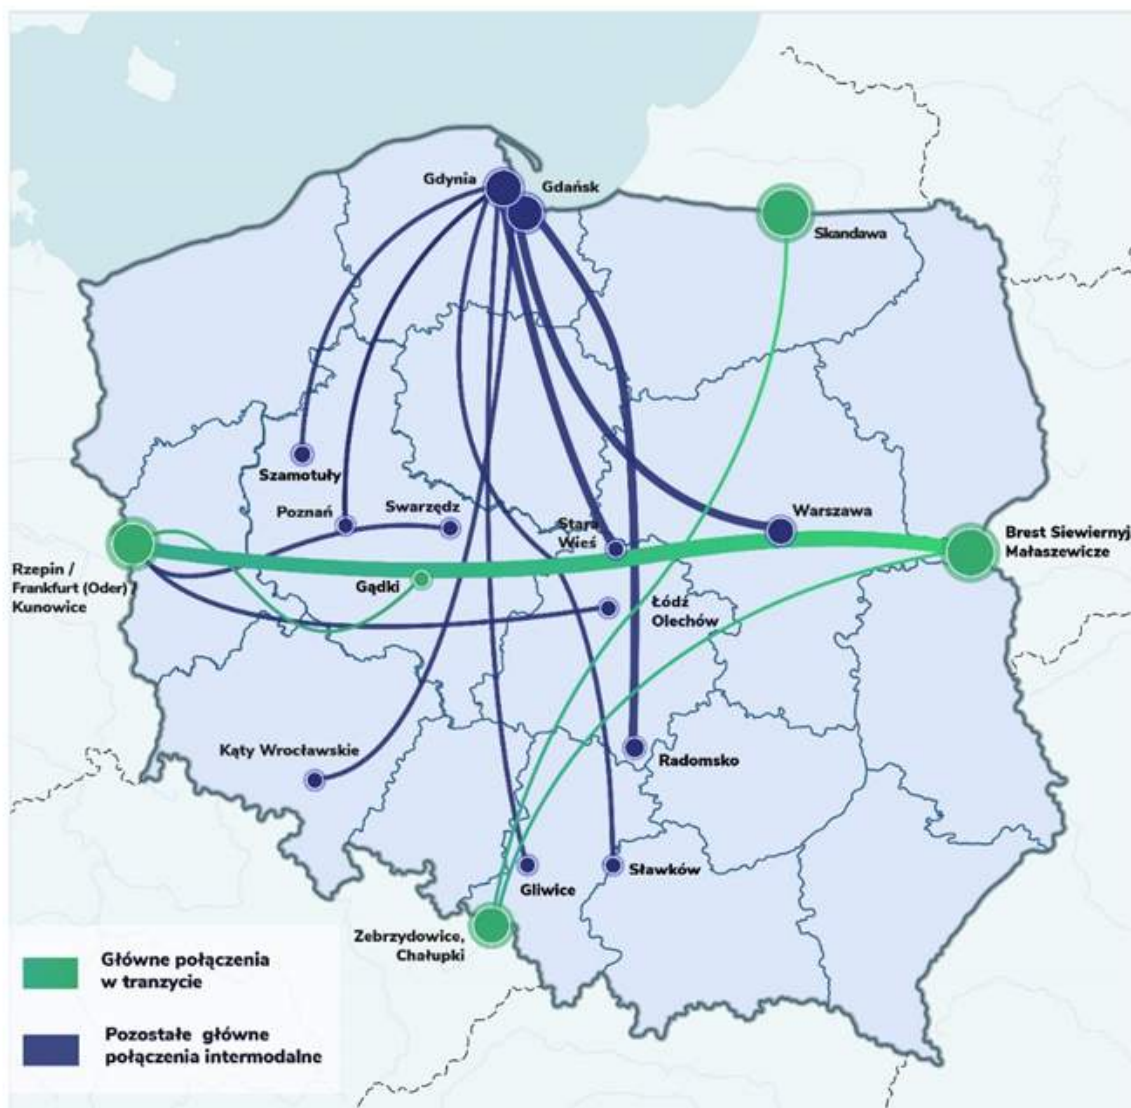 Gdynia
Gdańsk
Skandawa
Szamotuły
Poznań
Swarzędz
Stara
Wieś
Warszawa
Brest Siewiernyj
Małaszewicze
Rzepin /
Frankfurt (Oder) /
Kunowice
Gądki
Łódź
Olechów
Kąty Wrocławskie
Radomsko
Gliwice
Sławków
Zebrzydowice,
Chałupki
Główne połączenia
w tranzycie
Pozostałe główne
połączenia intermodalne